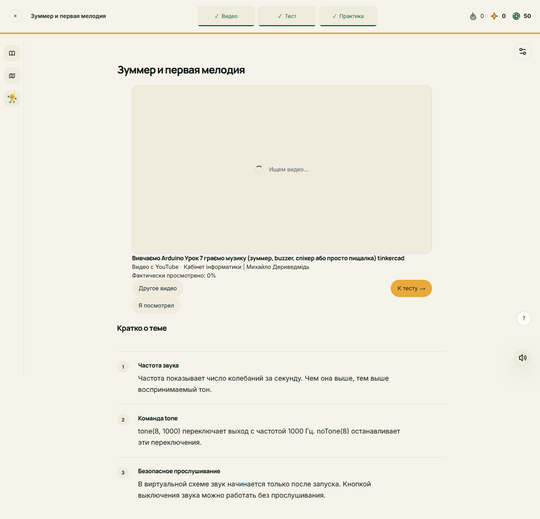 × Зуммер и первая мелодия ✓ Видео ✓ Тест ✓ Практика 0 0 50
Зуммер и первая мелодия
Ищем видео...
Вивчаємо Arduino Урок 7 граємо музику (зуммер, buzzer, спікер або просто пищалка) tinkercad
Видео с YouTube · Кабінет інформатики | Михайло Дериведмідь
Фактически просмотрено: 0%
Другое видео
К тесту →
Я посмотрел
Кратко о теме
?
1 Частота звука
Частота показывает число колебаний за секунду. Чем она выше, тем выше
воспринимаемый тон.
2 Команда tone
tone(8, 1000) переключает выход с частотой 1000 Гц. noTone(8) останавливает
эти переключения.
3 Безопасное прослушивание
В виртуальной схеме звук начинается только после запуска. Кнопкой
выключения звука можно работать без прослушивания.